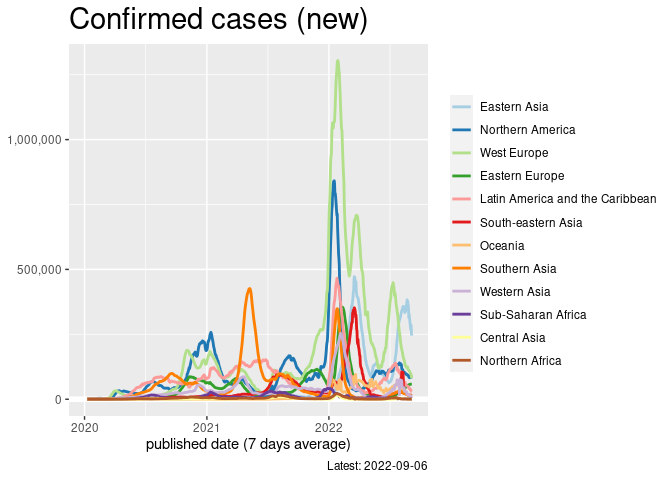 Confirmed cases (new)
1,000,000
500,000
0
2020 2021 2022
published date (7 days average)
Latest: 2022-09-06
Eastern Asia
Northern America
West Europe
Eastern Europe
Latin America and the Caribbean
South-eastern Asia
Oceania
Southern Asia
Western Asia
Sub-Saharan Africa
Central Asia
Northern Africa